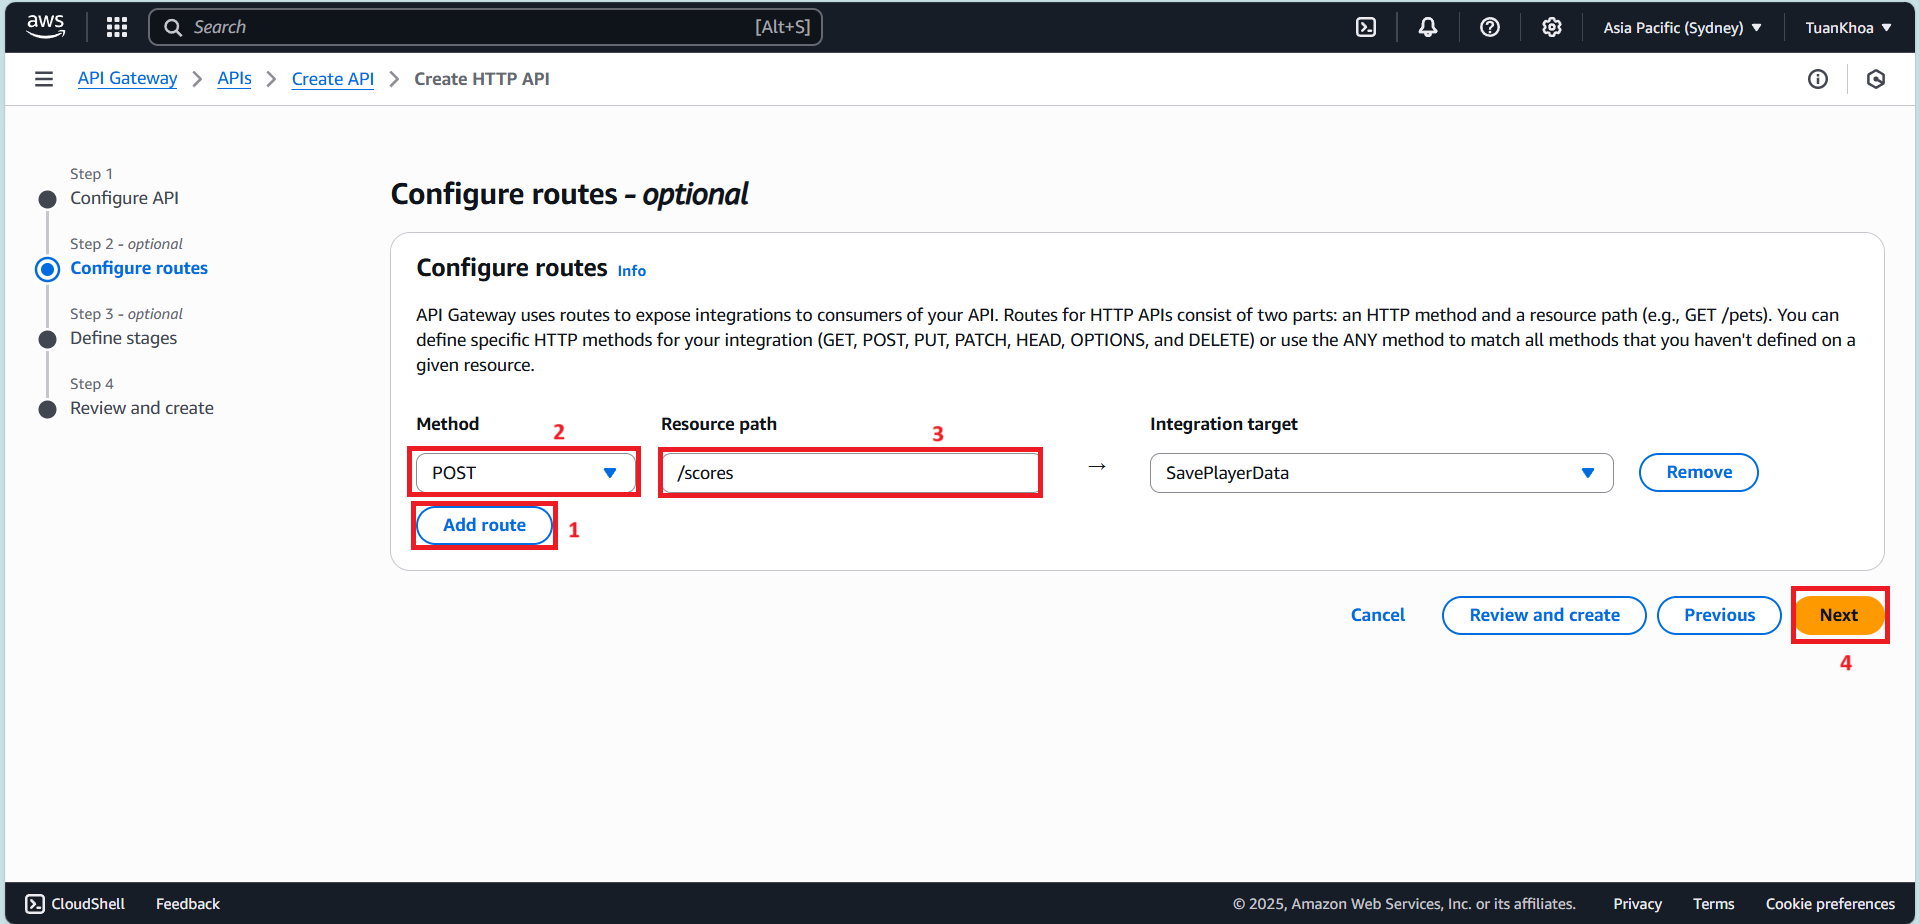 aws
Search [Alt+S]
Asia Pacific (Sydney)
TuanKhoa
API Gateway > APIs > Create API > Create HTTP API
Step 1
Configure API
Step 2 - optional
Configure routes
Step 3 - optional
Define stages
Step 4
Review and create
Configure routes - optional
Configure routes Info
API Gateway uses routes to expose integrations to consumers of your API. Routes for HTTP APIs consist of two parts: an HTTP method and a resource path (e.g., GET /pets). You can
define specific HTTP methods for your integration (GET, POST, PUT, PATCH, HEAD, OPTIONS, and DELETE) or use the ANY method to match all methods that you haven't defined on a
given resource.
Method 2 Resource path 3 Integration target
POST /scores → SavePlayerData Remove
Add route 1
Cancel Review and create Previous Next
4
CloudShell Feedback © 2025, Amazon Web Services, Inc. or its affiliates. Privacy Terms Cookie preferences